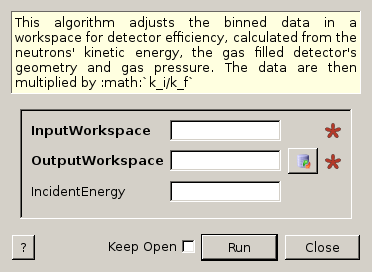 This algorithm adjusts the binned data in a
workspace for detector efficiency, calculated from the
neutrons' kinetic energy, the gas filled detector's
geometry and gas pressure. The data are then
multiplied by :math:`k_i/k_f`
InputWorkspace
OutputWorkspace
IncidentEnergy
? Keep Open Run Close